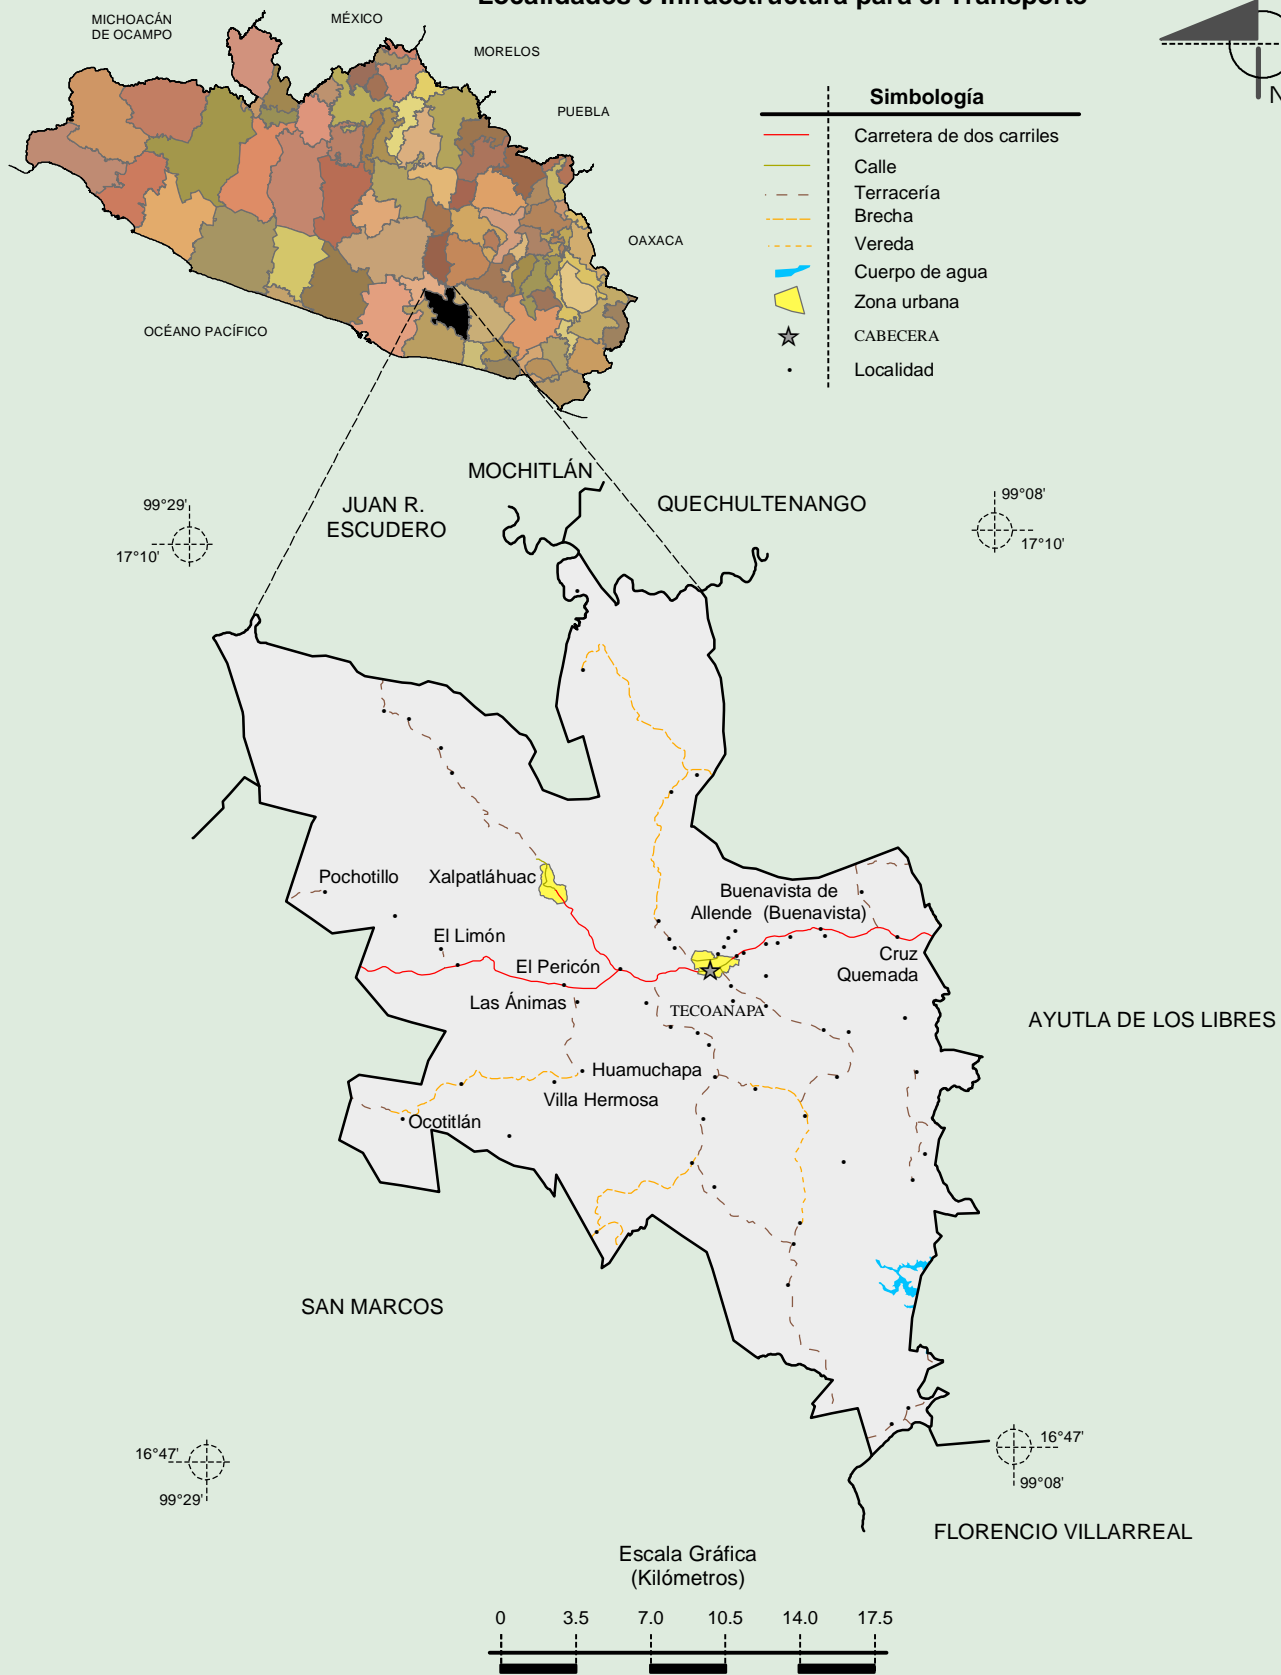 Localidades e Infraestructura para el Transporte
MICHOACÁN
DE OCAMPO
MÉXICO
MORELOS
PUEBLA
OAXACA
OCÉANO PACÍFICO
N
Simbología
Carretera de dos carriles
Calle
Terracería
Brecha
Vereda
Cuerpo de agua
Zona urbana
CABECERA
Localidad
MOCHITLÁN
JUAN R.
ESCUDERO
QUECHULTENANGO
99°29'
17°10'
99°08'
17°10'
Pochotillo
Xalpatláhuac
Buenavista de
Allende (Buenavista)
El Limón
El Pericón
Cruz
Quemada
Las Ánimas
TECOANAPA
AYUTLA DE LOS LIBRES
Huamuchapa
Villa Hermosa
Ocotitlán
SAN MARCOS
16°47'
99°29'
16°47'
99°08'
FLORENCIO VILLARREAL
Escala Gráfica
(Kilómetros)
0 3.5 7.0 10.5 14.0 17.5